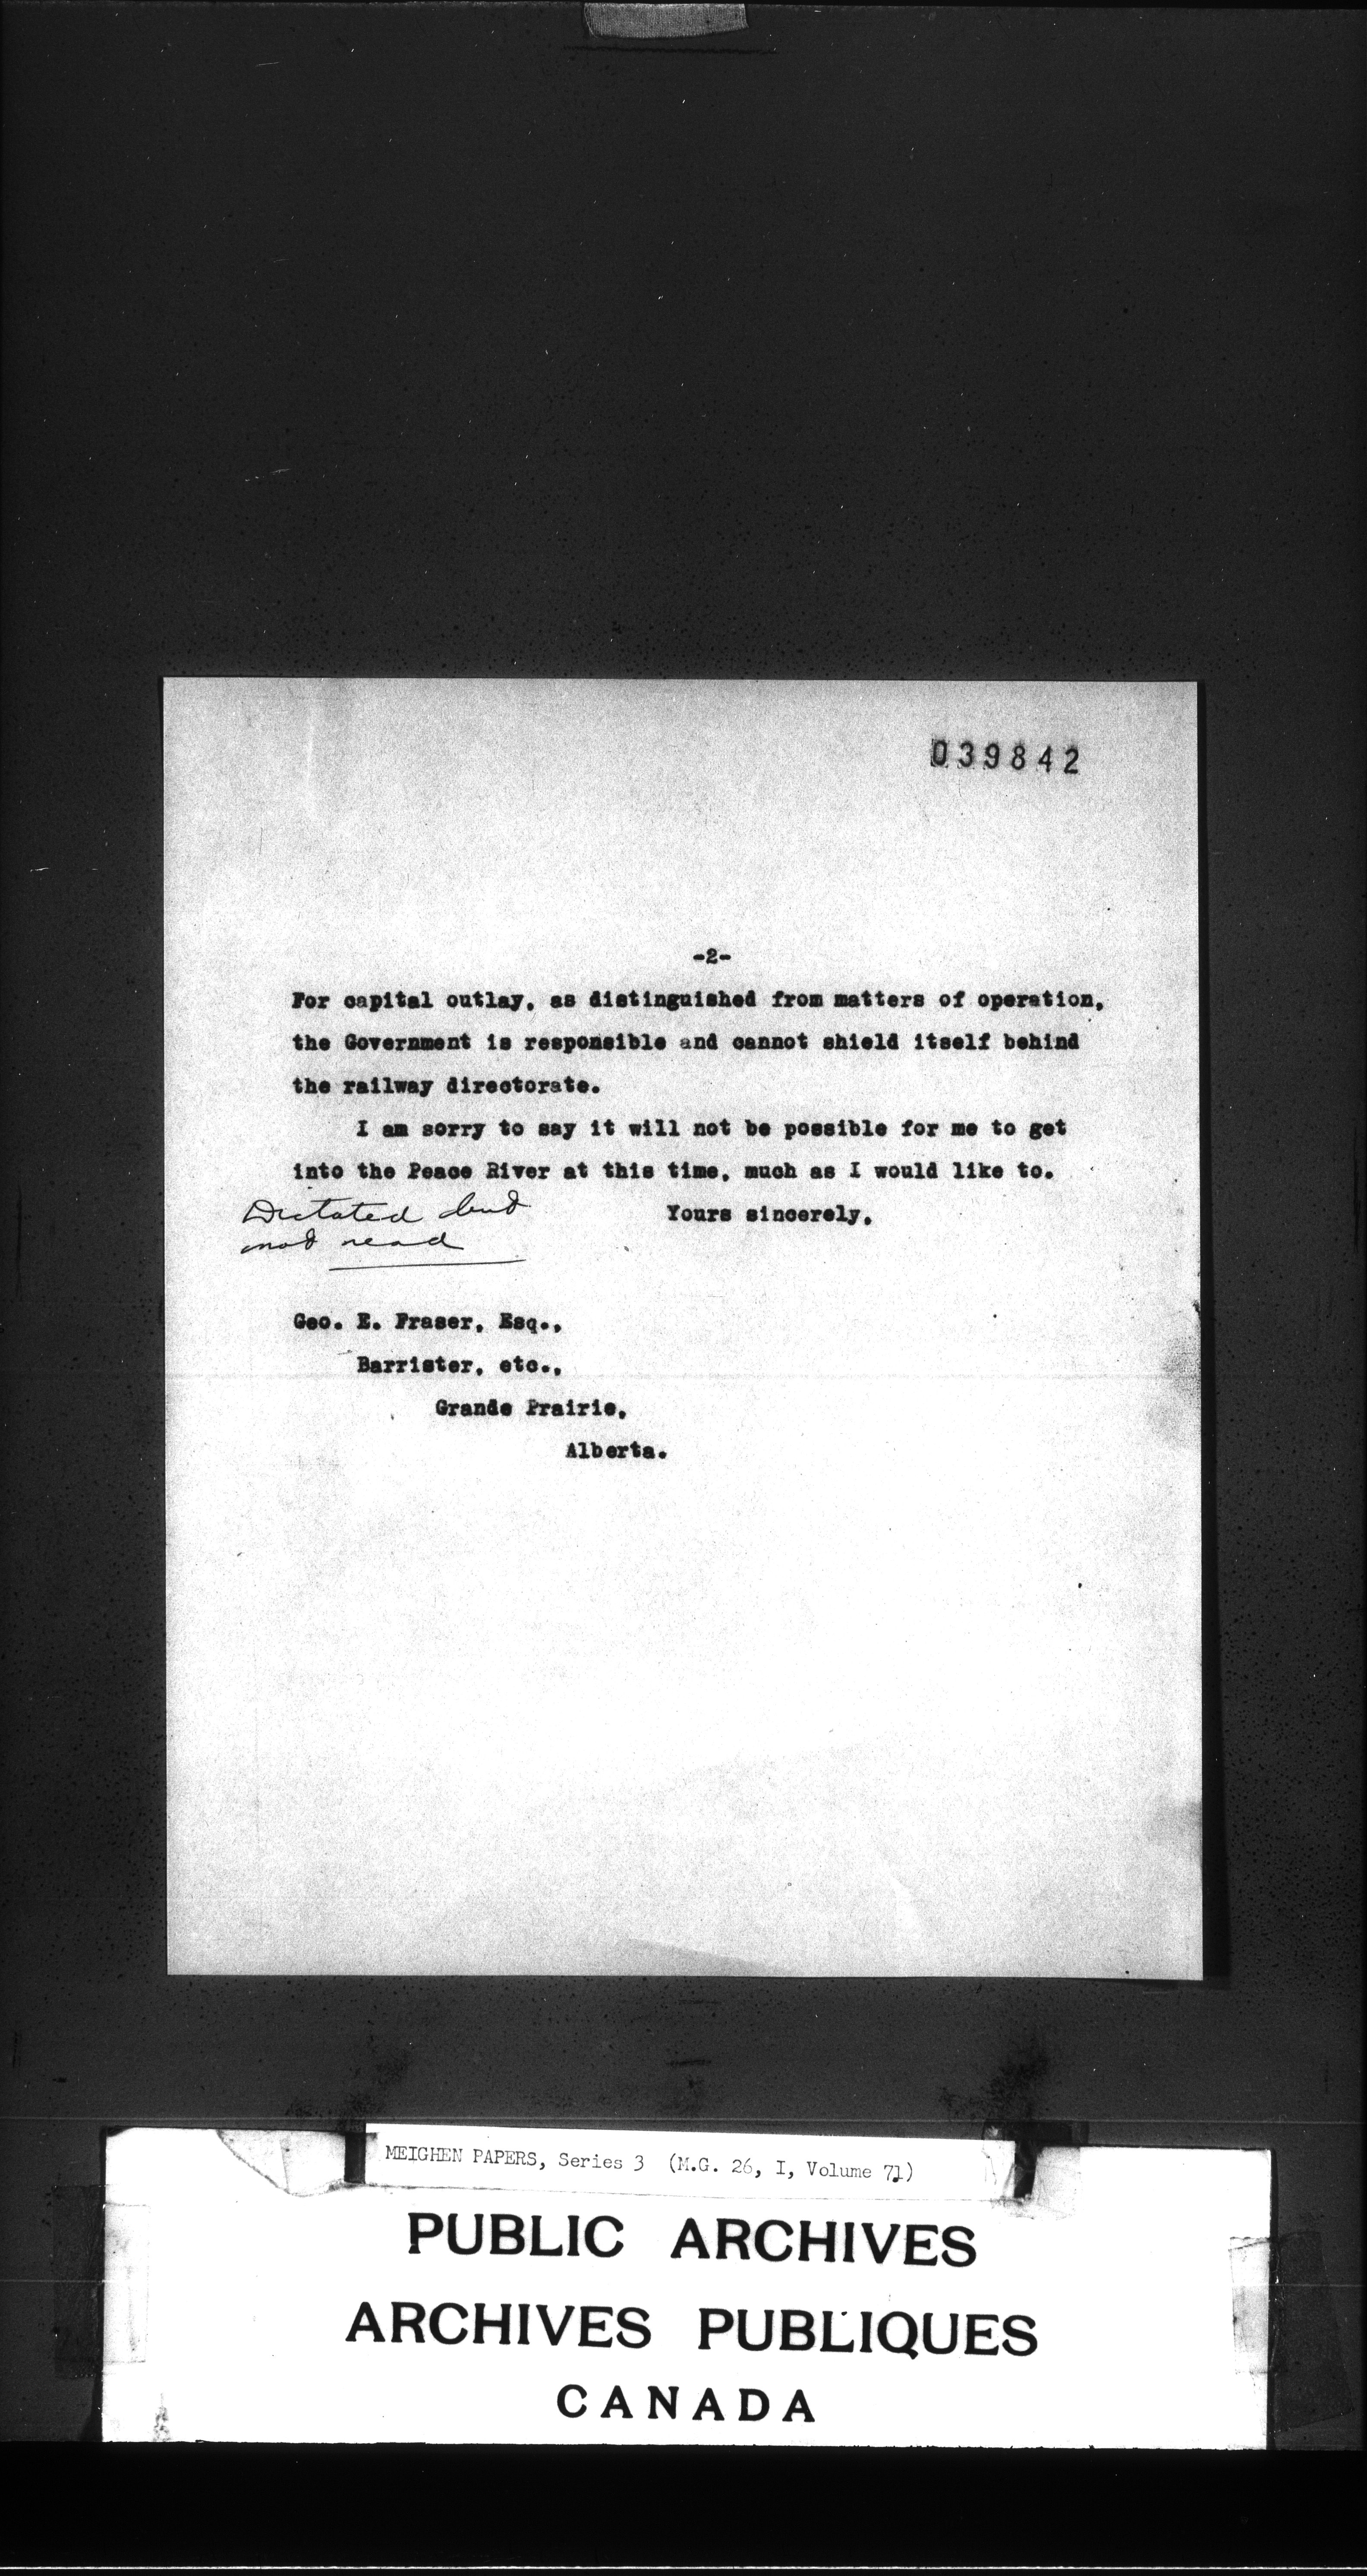 039842
-2-
For capital outlay, as distinguished from matters of operation,
the Government is responsible and cannot shield itself behind
the railway directorate.
I am sorry to say it will not be possible for me to get
into the Peace River at this time, much as I would like to.
Dictated but
not read
Yours sincerely,
Geo. E. Fraser, Esq.,
Barrister, etc.,
Grande Prairie,
Alberta.
MEIGHEN PAPERS, Series 3 (M.G. 26, I, Volume 71)
PUBLIC ARCHIVES
ARCHIVES PUBLIQUES
CANADA